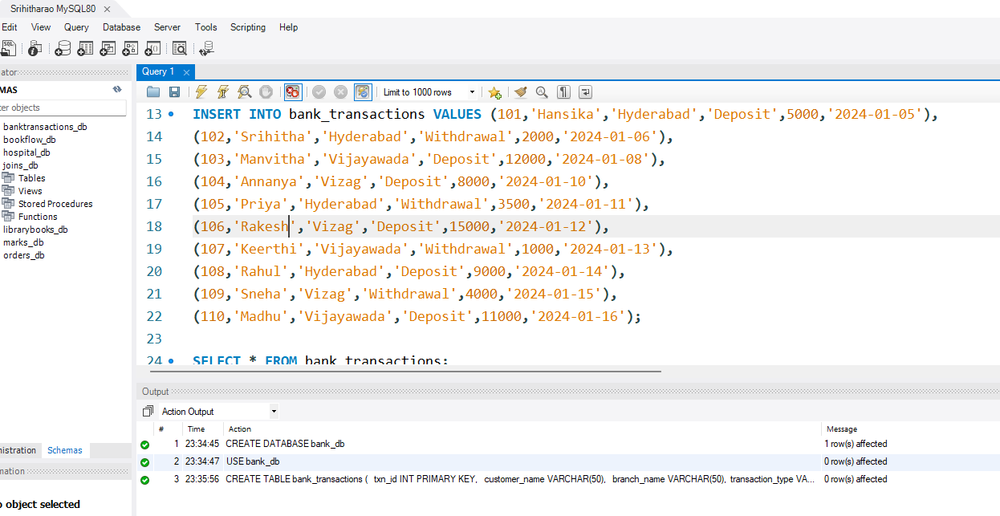 Srihitharao MySQL80
Edit View Query Database Server Tools Scripting Help
ator
MAS
ter objects
banktransactions_db
bookflow_db
hospital_db
joins_db
Tables
Views
Stored Procedures
Functions
librarybooks_db
marks_db
orders_db
nistration Schemas
mation
o object selected
Query 1
Limit to 1000 rows
13 INSERT INTO bank_transactions VALUES (101,'Hansika','Hyderabad','Deposit',5000,'2024-01-05'),
14 (102,'Srihitha','Hyderabad','Withdrawal',2000,'2024-01-06'),
15 (103,'Manvitha','Vijayawada','Deposit',12000,'2024-01-08'),
16 (104,'Annanya','Vizag','Deposit',8000,'2024-01-10'),
17 (105,'Priya','Hyderabad','Withdrawal',3500,'2024-01-11'),
18 (106,'Rakesh','Vizag','Deposit',15000,'2024-01-12'),
19 (107,'Keerthi','Vijayawada','Withdrawal',1000,'2024-01-13'),
20 (108,'Rahul','Hyderabad','Deposit',9000,'2024-01-14'),
21 (109,'Sneha','Vizag','Withdrawal',4000,'2024-01-15'),
22 (110,'Madhu','Vijayawada','Deposit',11000,'2024-01-16');
23
24 SELECT * FROM bank_transactions;
Output
Action Output
# Time Action Message
1 23:34:45 CREATE DATABASE bank_db 1 row(s) affected
2 23:34:47 USE bank_db 0 row(s) affected
3 23:35:56 CREATE TABLE bank_transactions ( txn_id INT PRIMARY KEY, customer_name VARCHAR(50), branch_name VARCHAR(50), transaction_type VA... 0 row(s) affected